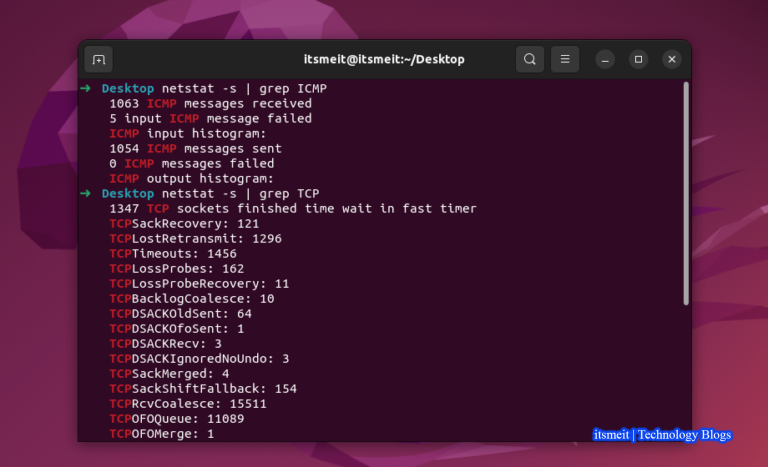 itsmeit@itsmeit:~/Desktop
➜ Desktop netstat -s | grep ICMP
1063 ICMP messages received
5 input ICMP message failed
ICMP input histogram:
1054 ICMP messages sent
0 ICMP messages failed
ICMP output histogram:
➜ Desktop netstat -s | grep TCP
1347 TCP sockets finished time wait in fast timer
TCPSackRecovery: 121
TCPLostRetransmit: 1296
TCPTimeouts: 1456
TCPLossProbes: 162
TCPLossProbeRecovery: 11
TCPBacklogCoalesce: 10
TCPDSACKOldSent: 64
TCPDSACKOfoSent: 1
TCPDSACKRecv: 3
TCPDSACKIgnoredNoUndo: 3
TCPSackMerged: 4
TCPSackShiftFallback: 154
TCPRcvCoalesce: 15511
TCPOFOQueue: 11089
TCPOFOMerge: 1
itsmeit | Technology Blogs